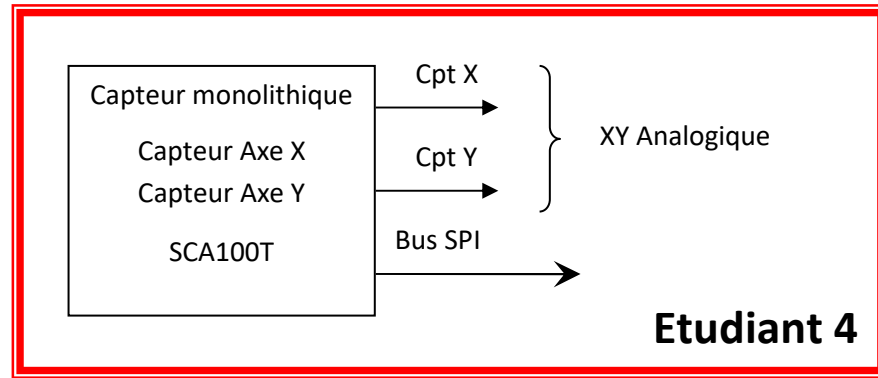 Capteur monolithique
Capteur Axe X
Capteur Axe Y
SCA100T
Cpt X
Cpt Y
XY Analogique
Bus SPI
Etudiant 4